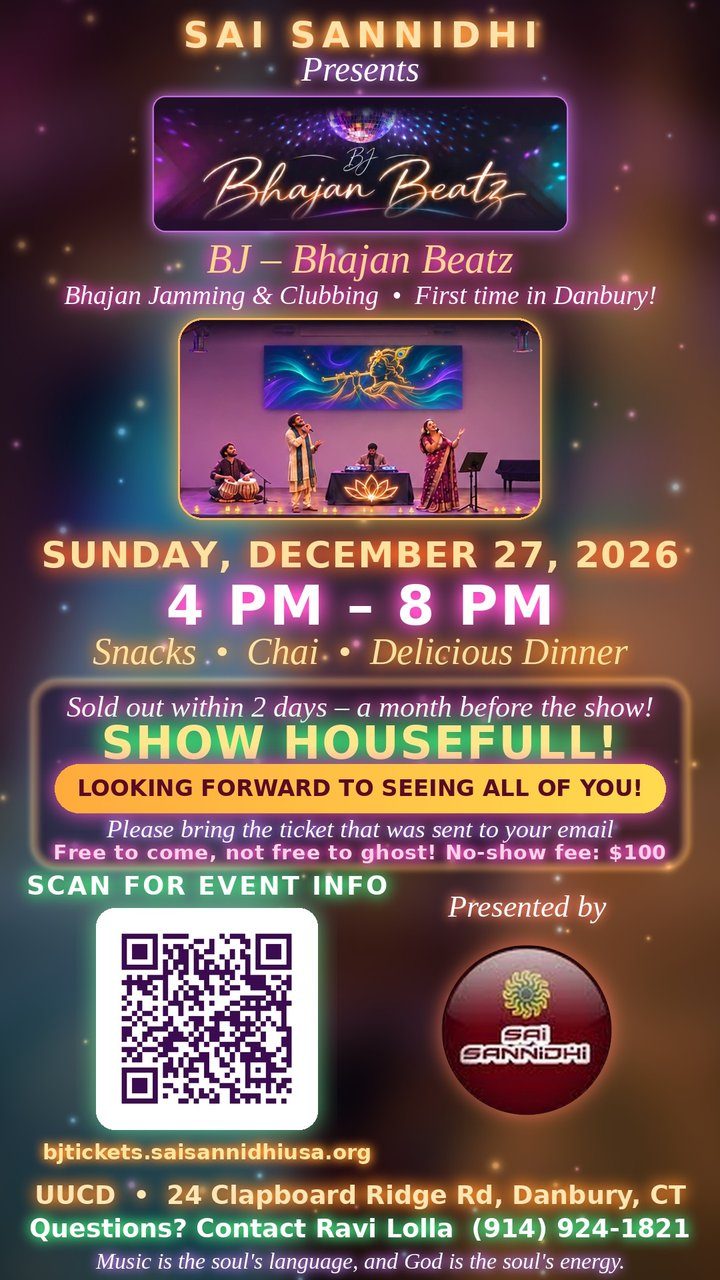 SAI SANNIDHI
Presents
BJ
Bhajan Beatz
BJ – Bhajan Beatz
Bhajan Jamming & Clubbing • First time in Danbury!
SUNDAY, DECEMBER 27, 2026
4 PM – 8 PM
Snacks • Chai • Delicious Dinner
Sold out within 2 days – a month before the show!
SHOW HOUSEFULL!
LOOKING FORWARD TO SEEING ALL OF YOU!
Please bring the ticket that was sent to your email
Free to come, not free to ghost! No-show fee: $100
SCAN FOR EVENT INFO
Presented by
SAI
SANNIDHI
bjtickets.saisannidhiusa.org
UUCD • 24 Clapboard Ridge Rd, Danbury, CT
Questions? Contact Ravi Lolla (914) 924-1821
Music is the soul's language, and God is the soul's energy.